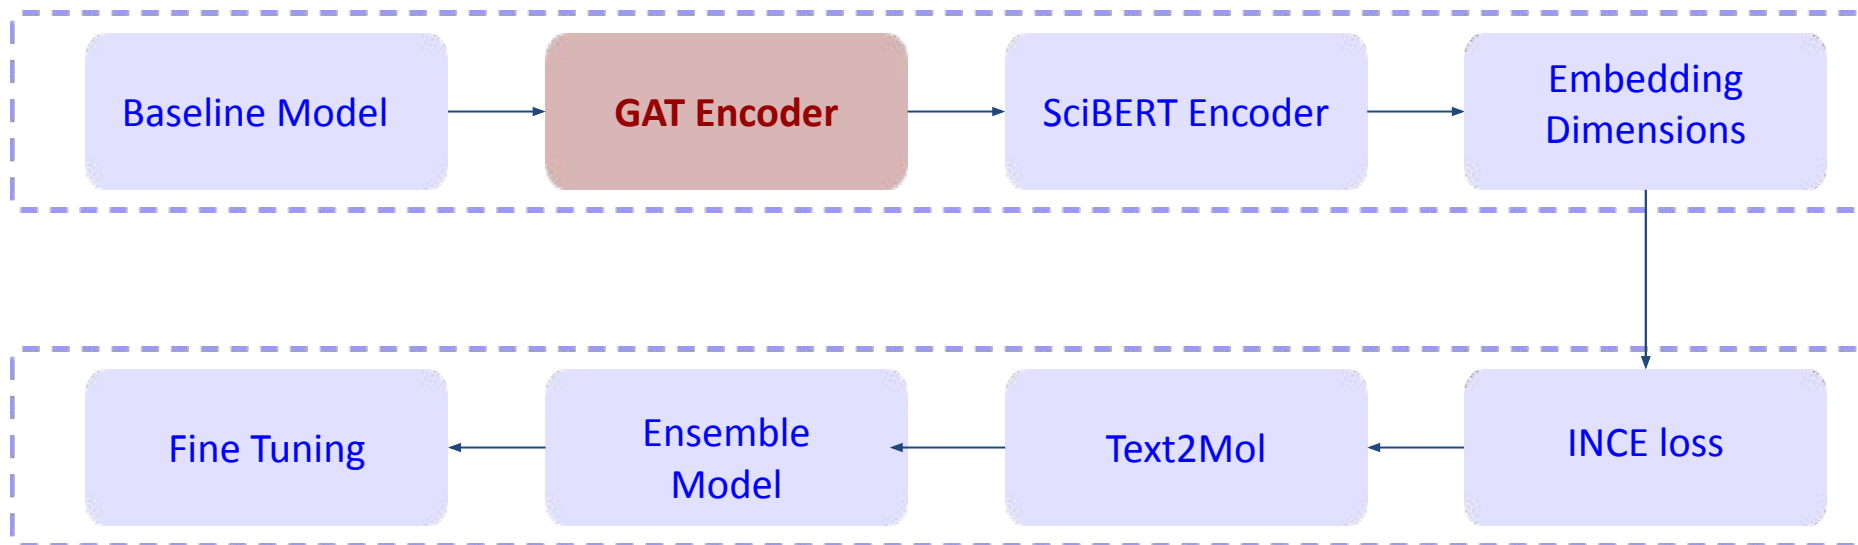 Baseline Model
GAT Encoder
SciBERT Encoder
Embedding
Dimensions
Fine Tuning
Ensemble
Model
Text2Mol
INCE loss